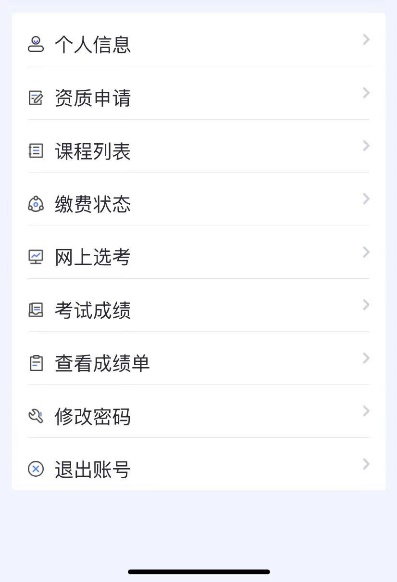 个人信息
资质申请
课程列表
缴费状态
网上选考
考试成绩
查看成绩单
修改密码
退出账号